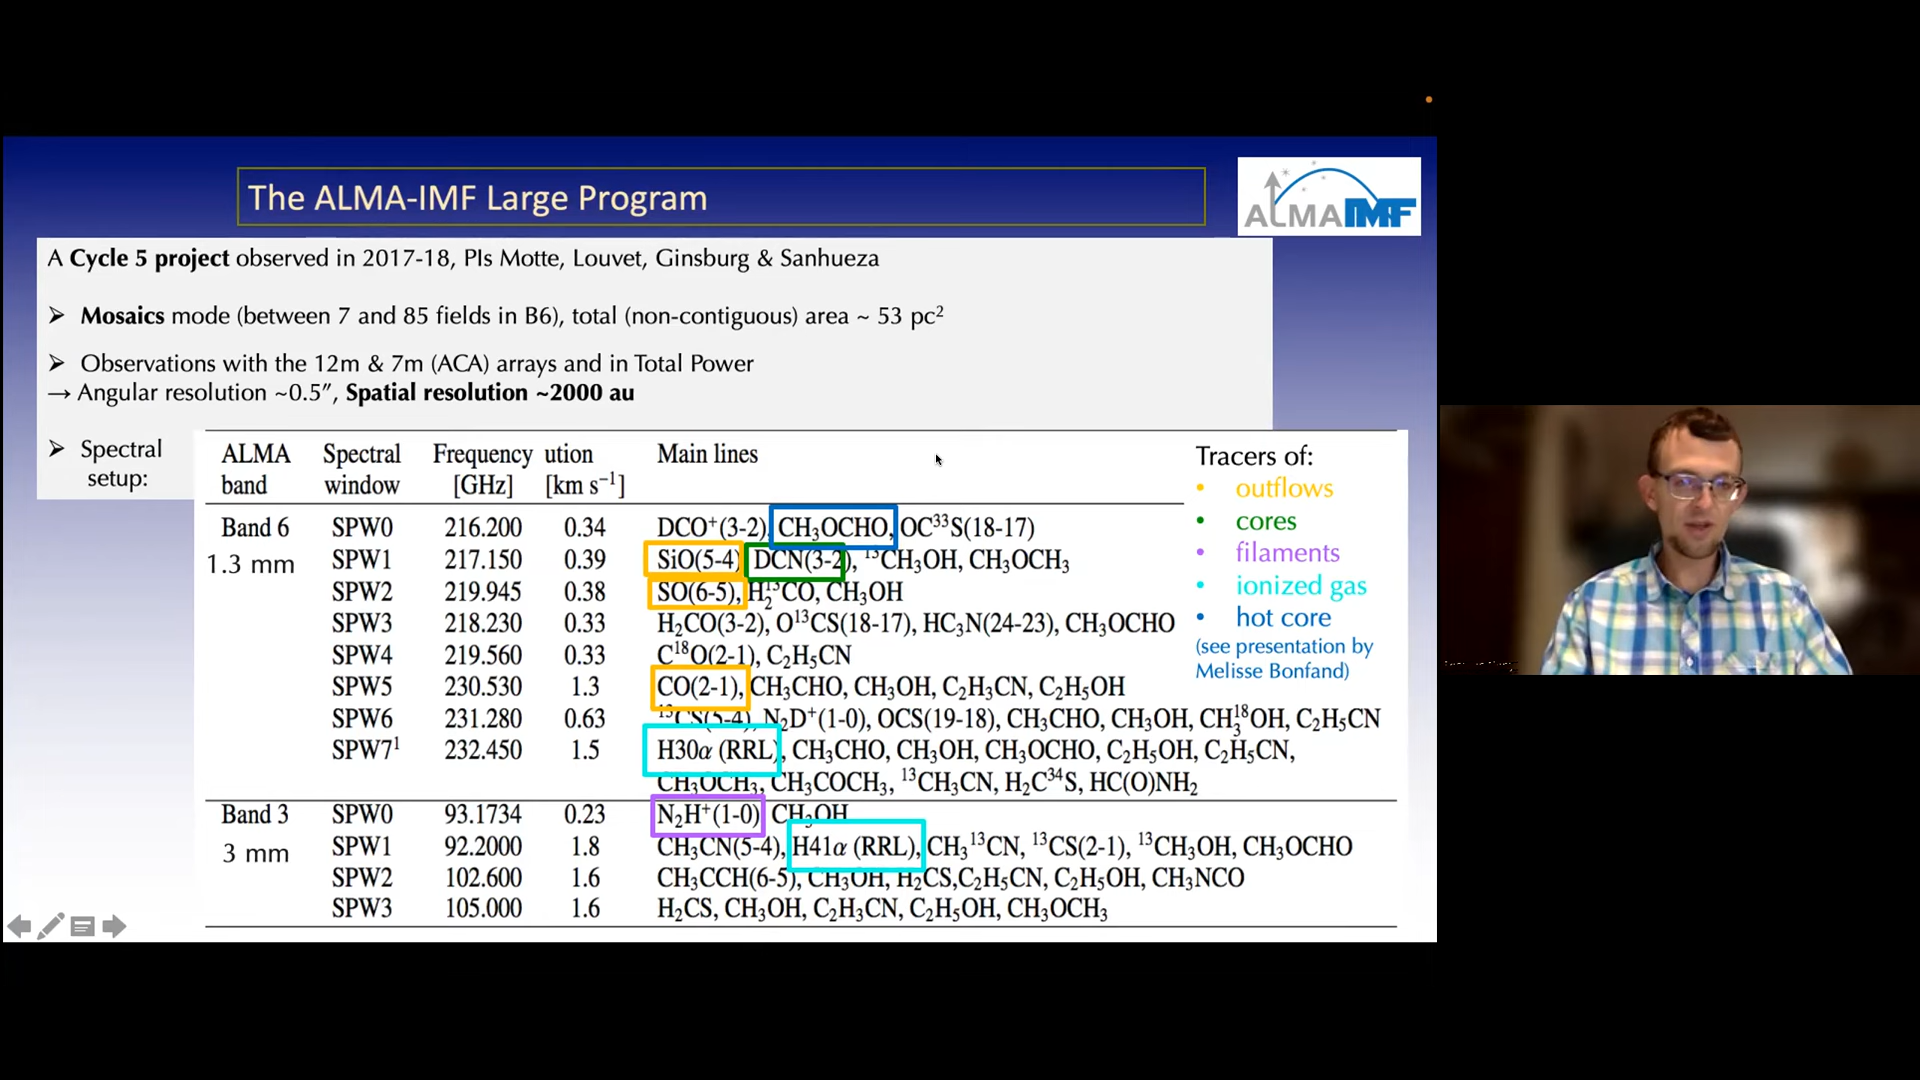 The ALMA-IMF Large Program
ALMAIMF
A Cycle 5 project observed in 2017-18, PIs Motte, Louvet, Ginsburg & Sanhueza
➢ Mosaics mode (between 7 and 85 fields in B6), total (non-contiguous) area ~ 53 pc²
➢ Observations with the 12m & 7m (ACA) arrays and in Total Power
→ Angular resolution ~0.5″, Spatial resolution ~2000 au
➢ Spectral
setup:
ALMA Spectral Frequency ution Main lines
band window [GHz] [km s⁻¹]
Band 6 SPW0 216.200 0.34 DCO⁺(3-2), CH₃OCHO, OC³³S(18-17)
1.3 mm SPW1 217.150 0.39 SiO(5-4) DCN(3-2), ¹³CH₃OH, CH₃OCH₃
SPW2 219.945 0.38 SO(6-5), H₂¹³CO, CH₃OH
SPW3 218.230 0.33 H₂CO(3-2), O¹³CS(18-17), HC₃N(24-23), CH₃OCHO
SPW4 219.560 0.33 C¹⁸O(2-1), C₂H₅CN
SPW5 230.530 1.3 CO(2-1), CH₃CHO, CH₃OH, C₂H₃CN, C₂H₅OH
SPW6 231.280 0.63 ¹³CS(5-4), N₂D⁺(1-0), OCS(19-18), CH₃CHO, CH₃OH, CH₃¹⁸OH, C₂H₅CN
SPW7¹ 232.450 1.5 H30α (RRL), CH₃CHO, CH₃OH, CH₃OCHO, C₂H₅OH, C₂H₅CN,
CH₃OCH₃, CH₃COCH₃, ¹³CH₃CN, H₂C³⁴S, HC(O)NH₂
Band 3 SPW0 93.1734 0.23 N₂H⁺(1-0) CH₃OH
3 mm SPW1 92.2000 1.8 CH₃CN(5-4), H41α (RRL), CH₃¹³CN, ¹³CS(2-1), ¹³CH₃OH, CH₃OCHO
SPW2 102.600 1.6 CH₃CCH(6-5), CH₃OH, H₂CS,C₂H₅CN, C₂H₅OH, CH₃NCO
SPW3 105.000 1.6 H₂CS, CH₃OH, C₂H₃CN, C₂H₅OH, CH₃OCH₃
Tracers of:
• outflows
• cores
• filaments
• ionized gas
• hot core
(see presentation by
Melisse Bonfand)